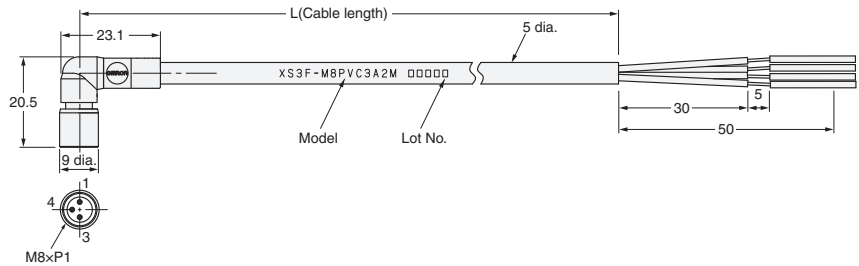 L(Cable length)
23.1
5 dia.
OMRON
XS3F-M8PVC3A2M □□□□□
20.5
30
5
Model
Lot No.
50
9 dia.
1
4
3
M8×P1